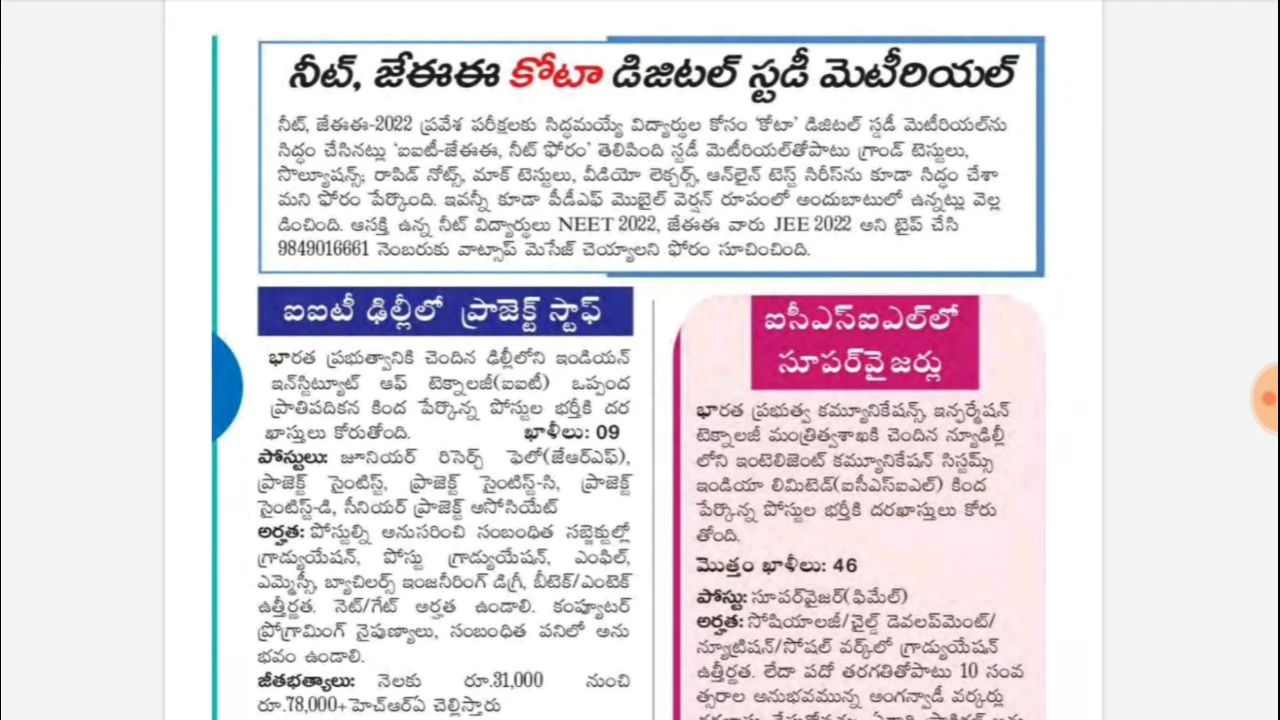 నీట్, జేఈఈ కోటా డిజిటల్ స్టడీ మెటీరియల్
నీట్, జేఈఈ-2022 ప్రవేశ పరీక్షలకు సిద్ధమయ్యే విద్యార్థుల కోసం 'కోటా' డిజిటల్ స్టడీ మెటీరియల్‌ను
సిద్ధం చేసినట్లు 'ఐఐటీ-జేఈఈ, నీట్ ఫోరం' తెలిపింది స్టడీ మెటీరియల్‌తోపాటు గ్రాండ్ టెస్టులు,
సొల్యూషన్స్, రాపిడ్ నోట్స్, మాక్ టెస్టులు, వీడియో లెక్చర్స్, ఆన్‌లైన్ టెస్ట్ సిరీస్‌ను కూడా సిద్ధం చేశా
మని ఫోరం పేర్కొంది. ఇవన్నీ కూడా పీడీఎఫ్ మొబైల్ వెర్షన్ రూపంలో అందుబాటులో ఉన్నట్లు వెల్ల
డించింది. ఆసక్తి ఉన్న నీట్ విద్యార్థులు NEET 2022, జేఈఈ వారు JEE 2022 అని టైప్ చేసి
9849016661 నెంబరుకు వాట్సాప్ మెసేజ్ చెయ్యాలని ఫోరం సూచించింది.
ఐఐటీ ఢిల్లీలో ప్రాజెక్ట్ స్టాఫ్
భారత ప్రభుత్వానికి చెందిన ఢిల్లీలోని ఇండియన్
ఇన్‌స్టిట్యూట్ ఆఫ్ టెక్నాలజీ(ఐఐటీ) ఒప్పంద
ప్రాతిపదికన కింద పేర్కొన్న పోస్టుల భర్తీకి దర
ఖాస్తులు కోరుతోంది. ఖాళీలు: 09
పోస్టులు: జూనియర్ రిసెర్చ్ ఫెలో(జేఆర్ఎఫ్),
ప్రాజెక్ట్ సైంటిస్ట్, ప్రాజెక్ట్ సైంటిస్ట్-సి, ప్రాజెక్ట్
సైంటిస్ట్-డి, సీనియర్ ప్రాజెక్ట్ అసోసియేట్
అర్హత: పోస్టుల్ని అనుసరించి సంబంధిత సబ్జెక్టుల్లో
గ్రాడ్యుయేషన్, పోస్టు గ్రాడ్యుయేషన్, ఎంఫిల్,
ఎమ్మెస్సీ, బ్యాచిలర్స్ ఇంజనీరింగ్ డిగ్రీ, బీటెక్/ఎంటెక్
ఉత్తీర్ణత. నెట్/గేట్ అర్హత ఉండాలి. కంప్యూటర్
ప్రోగ్రామింగ్ నైపుణ్యాలు, సంబంధిత పనిలో అను
భవం ఉండాలి.
జీతభత్యాలు: నెలకు రూ.31,000 నుంచి
రూ.78,000+హెచ్ఆర్ఏ చెల్లిస్తారు
ఐసీఎస్ఐఎల్‌లో
సూపర్‌వైజర్లు
భారత ప్రభుత్వ కమ్యూనికేషన్స్, ఇన్ఫర్మేషన్
టెక్నాలజీ మంత్రిత్వశాఖకి చెందిన న్యూఢిల్లీ
లోని ఇంటెలిజెంట్ కమ్యూనికేషన్ సిస్టమ్స్
ఇండియా లిమిటెడ్(ఐసీఎస్ఐఎల్) కింద
పేర్కొన్న పోస్టుల భర్తీకి దరఖాస్తులు కోరు
తోంది.
మొత్తం ఖాళీలు: 46
పోస్టు: సూపర్‌వైజర్(ఫిమేల్)
అర్హత: సోషియాలజీ/చైల్డ్ డెవలప్‌మెంట్/
న్యూట్రిషన్/సోషల్ వర్క్‌లో గ్రాడ్యుయేషన్
ఉత్తీర్ణత. లేదా పదో తరగతితోపాటు 10 సంవ
త్సరాల అనుభవమున్న అంగన్వాడీ వర్కర్లు